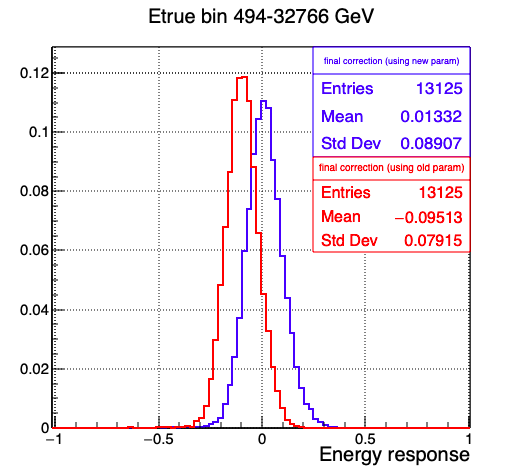 Etrue bin 494-32766 GeV
final correction (using new param)
Entries 13125
Mean 0.01332
Std Dev 0.08907
final correction (using old param)
Entries 13125
Mean −0.09513
Std Dev 0.07915
0.12
0.1
0.08
0.06
0.04
0.02
0
−1 −0.5 0 0.5 1
Energy response